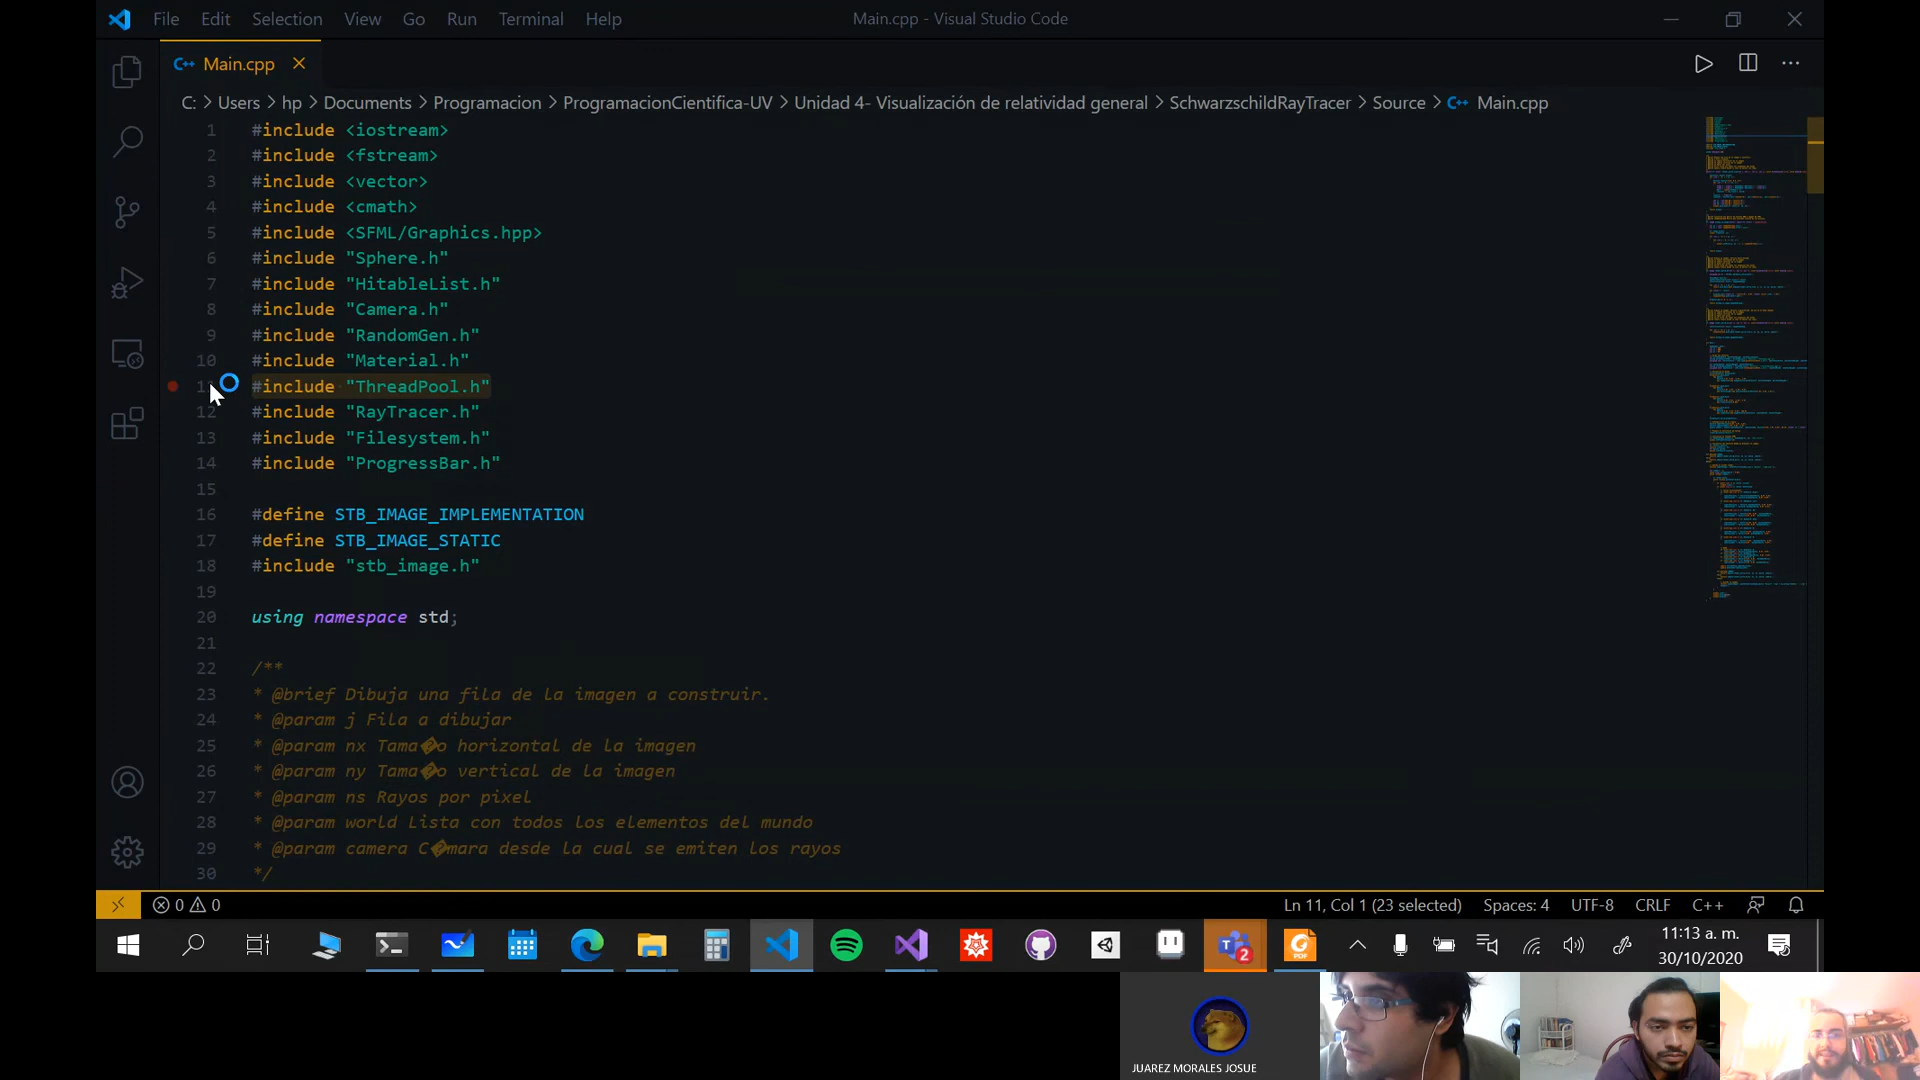 File Edit Selection View Go Run Terminal Help Main.cpp - Visual Studio Code
C++ Main.cpp
C: > Users > hp > Documents > Programacion > ProgramacionCientifica-UV > Unidad 4- Visualización de relatividad general > SchwarzschildRayTracer > Source > C++ Main.cpp
1 #include <iostream>
2 #include <fstream>
3 #include <vector>
4 #include <cmath>
5 #include <SFML/Graphics.hpp>
6 #include "Sphere.h"
7 #include "HitableList.h"
8 #include "Camera.h"
9 #include "RandomGen.h"
10 #include "Material.h"
#include "ThreadPool.h"
12 #include "RayTracer.h"
13 #include "Filesystem.h"
14 #include "ProgressBar.h"
15
16 #define STB_IMAGE_IMPLEMENTATION
17 #define STB_IMAGE_STATIC
18 #include "stb_image.h"
19
20 using namespace std;
21
22 /**
23 * @brief Dibuja una fila de la imagen a construir.
24 * @param j Fila a dibujar
25 * @param nx Tama�o horizontal de la imagen
26 * @param ny Tama�o vertical de la imagen
27 * @param ns Rayos por pixel
28 * @param world Lista con todos los elementos del mundo
29 * @param camera C�mara desde la cual se emiten los rayos
30 */
0 0 Ln 11, Col 1 (23 selected) Spaces: 4 UTF-8 CRLF C++
2
PDF
11:13 a. m.
30/10/2020
JUAREZ MORALES JOSUE